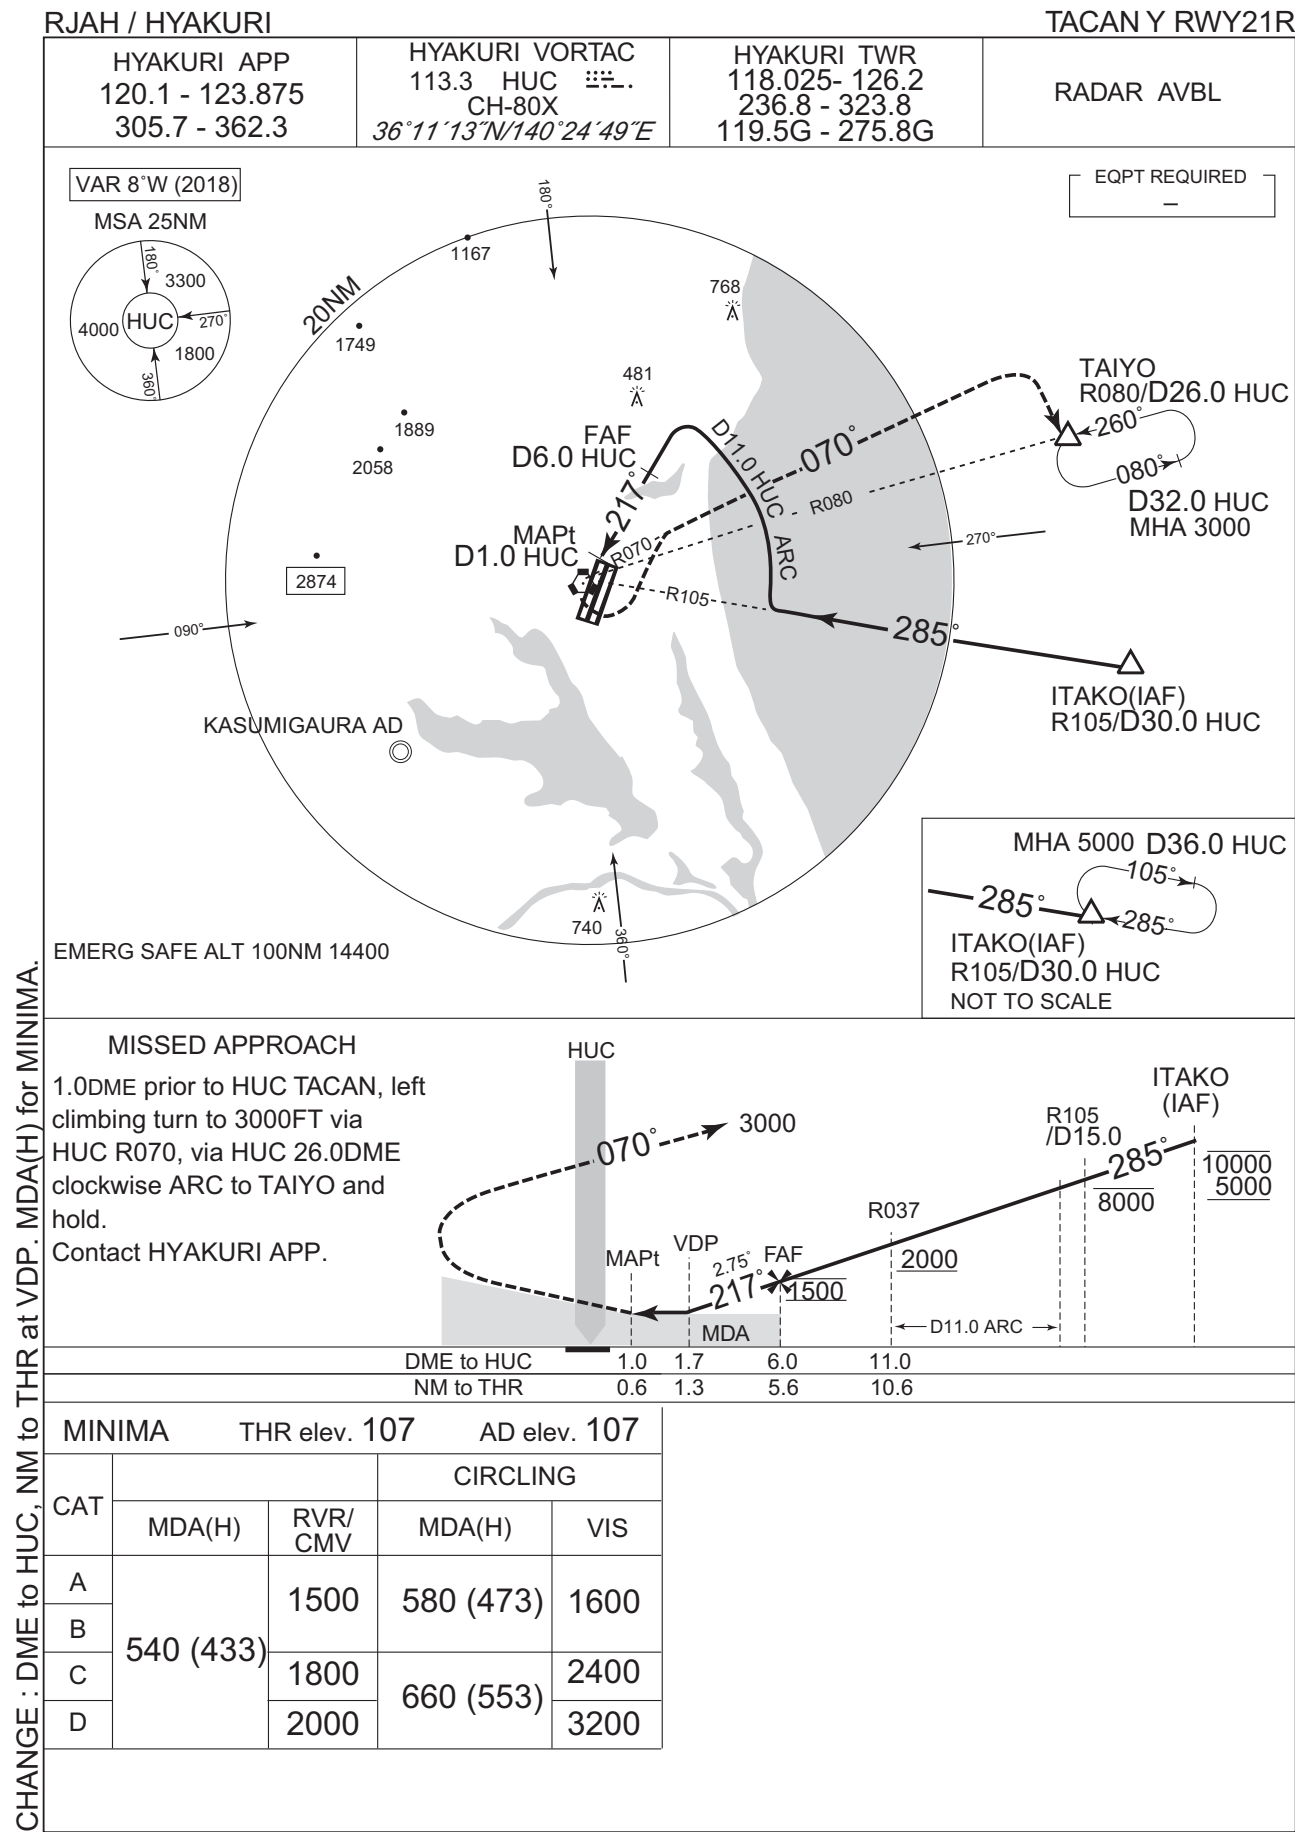 RJAH / HYAKURI
TACAN Y RWY21R
HYAKURI APP
120.1 - 123.875
305.7 - 362.3
HYAKURI VORTAC
113.3 HUC
CH-80X
36°11´13˝N/140°24´49˝E
HYAKURI TWR
118.025- 126.2
236.8 - 323.8
119.5G - 275.8G
RADAR AVBL
VAR 8°W (2018)
MSA 25NM
180°
3300
HUC
270°
4000
1800
360°
EQPT REQUIRED
–
180°
1167
20NM
1749
768
481
1889
2058
FAF
D6.0 HUC
217°
D11.0 HUC ARC
070°
TAIYO
R080/D26.0 HUC
260°
080°
D32.0 HUC
MHA 3000
R080
MAPt
D1.0 HUC
R070
270°
2874
R105
090°
285°
ITAKO(IAF)
R105/D30.0 HUC
KASUMIGAURA AD
740
360°
EMERG SAFE ALT 100NM 14400
MHA 5000 D36.0 HUC
105°
285°
285°
ITAKO(IAF)
R105/D30.0 HUC
NOT TO SCALE
MISSED APPROACH
1.0DME prior to HUC TACAN, left
climbing turn to 3000FT via
HUC R070, via HUC 26.0DME
clockwise ARC to TAIYO and
hold.
Contact HYAKURI APP.
HUC
070°
3000
ITAKO
(IAF)
R105
/D15.0
285°
10000
5000
8000
R037
2000
MAPt
VDP
2.75°
FAF
217°
1500
MDA
D11.0 ARC
DME to HUC 1.0 1.7 6.0 11.0
NM to THR 0.6 1.3 5.6 10.6
MINIMA THR elev. 107 AD elev. 107
CAT
CIRCLING
MDA(H)
RVR/
CMV
MDA(H)
VIS
A
B
C
D
540 (433)
1500
1800
2000
580 (473)
660 (553)
1600
2400
3200
CHANGE : DME to HUC, NM to THR at VDP. MDA(H) for MINIMA.